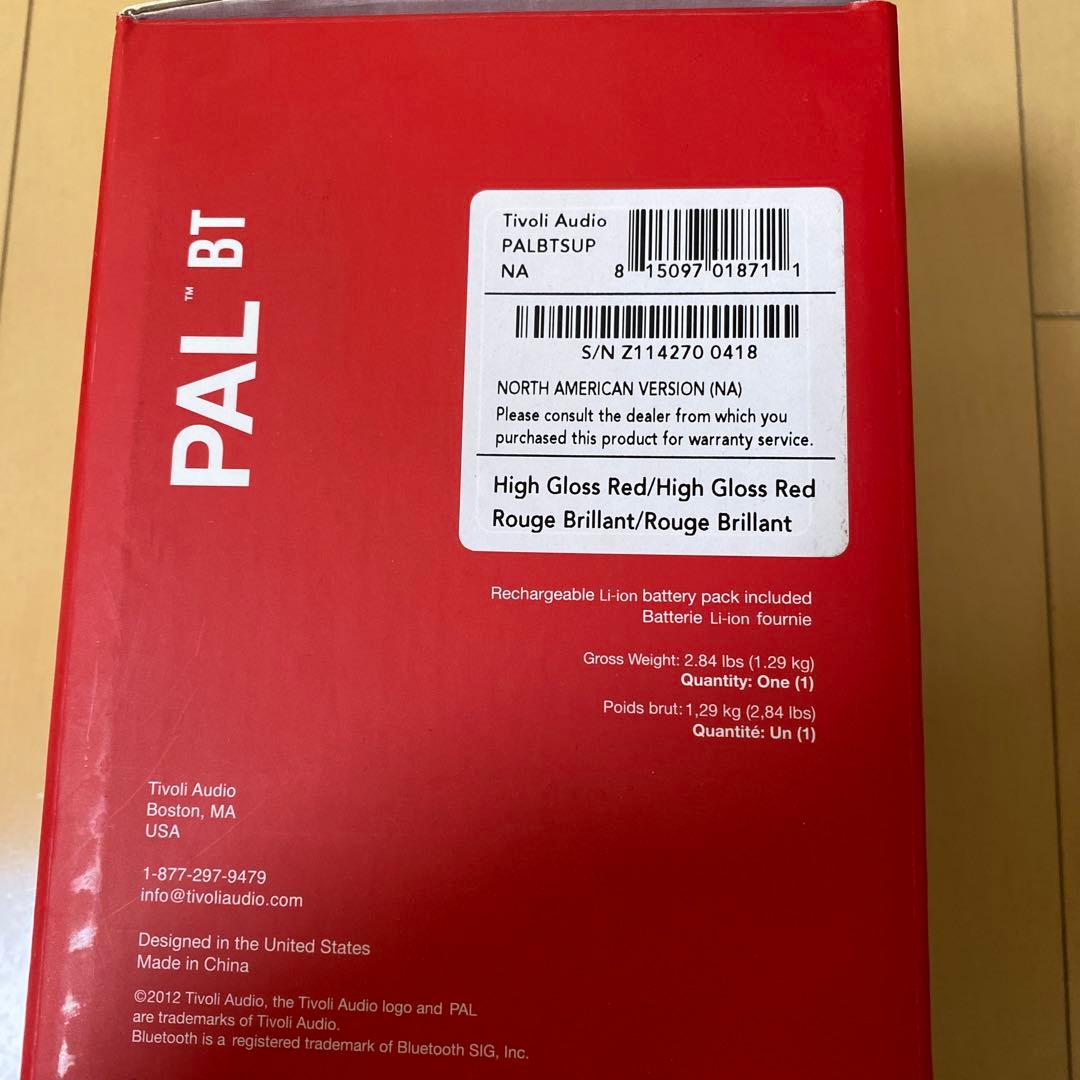 PAL™ BT
Tivoli Audio
PALBTSUP
NA
8 15097 01871 1
S/N Z114270 0418
NORTH AMERICAN VERSION (NA)
Please consult the dealer from which you
purchased this product for warranty service.
High Gloss Red/High Gloss Red
Rouge Brillant/Rouge Brillant
Rechargeable Li-ion battery pack included
Batterie Li-ion fournie
Gross Weight: 2.84 lbs (1.29 kg)
Quantity: One (1)
Poids brut: 1,29 kg (2,84 lbs)
Quantité: Un (1)
Tivoli Audio
Boston, MA
USA
1-877-297-9479
info@tivoliaudio.com
Designed in the United States
Made in China
©2012 Tivoli Audio, the Tivoli Audio logo and PAL
are trademarks of Tivoli Audio.
Bluetooth is a registered trademark of Bluetooth SIG, Inc.